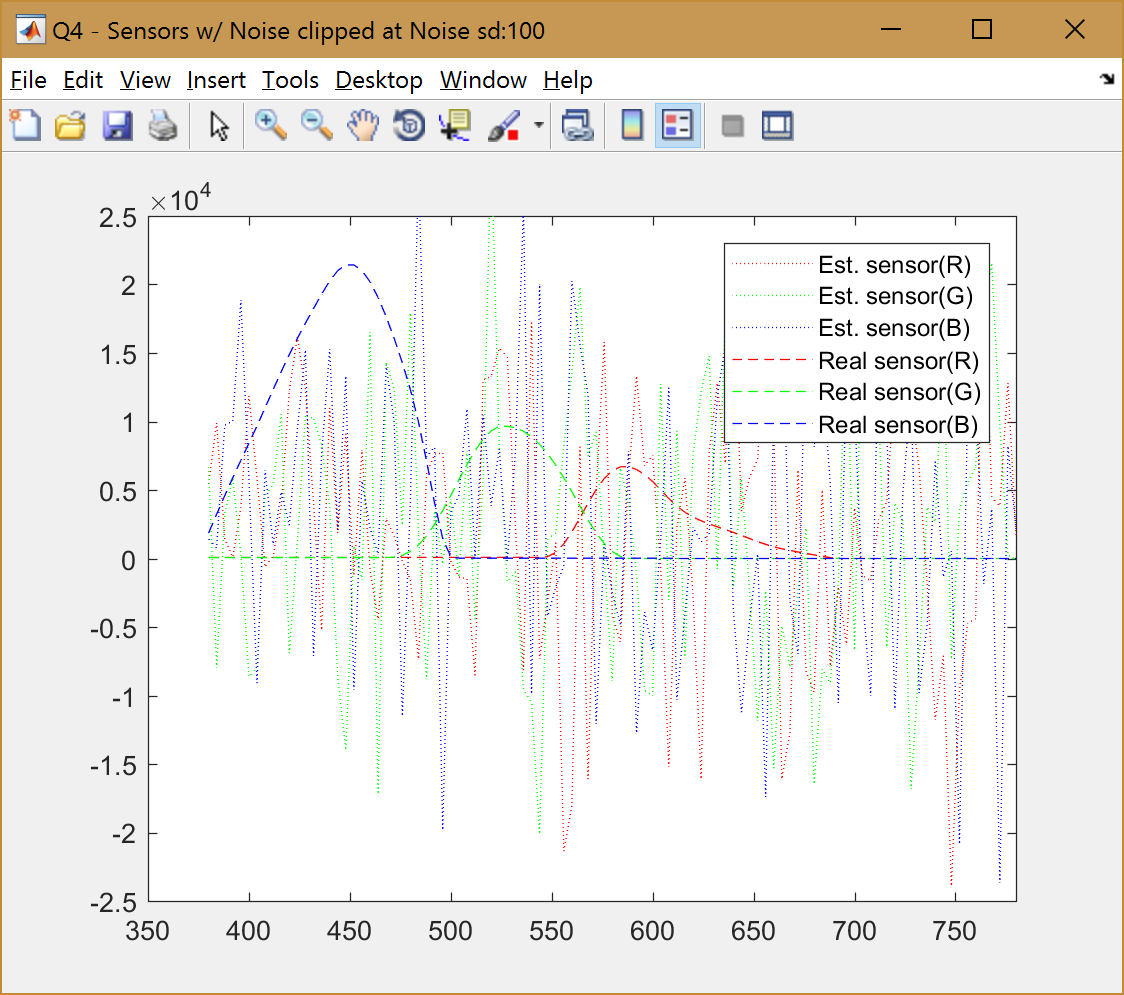 Q4 - Sensors w/ Noise clipped at Noise sd:100
File Edit View Insert Tools Desktop Window Help
×10⁴
2.5
2
1.5
1
0.5
0
-0.5
-1
-1.5
-2
-2.5
350 400 450 500 550 600 650 700 750
Est. sensor(R)
Est. sensor(G)
Est. sensor(B)
Real sensor(R)
Real sensor(G)
Real sensor(B)